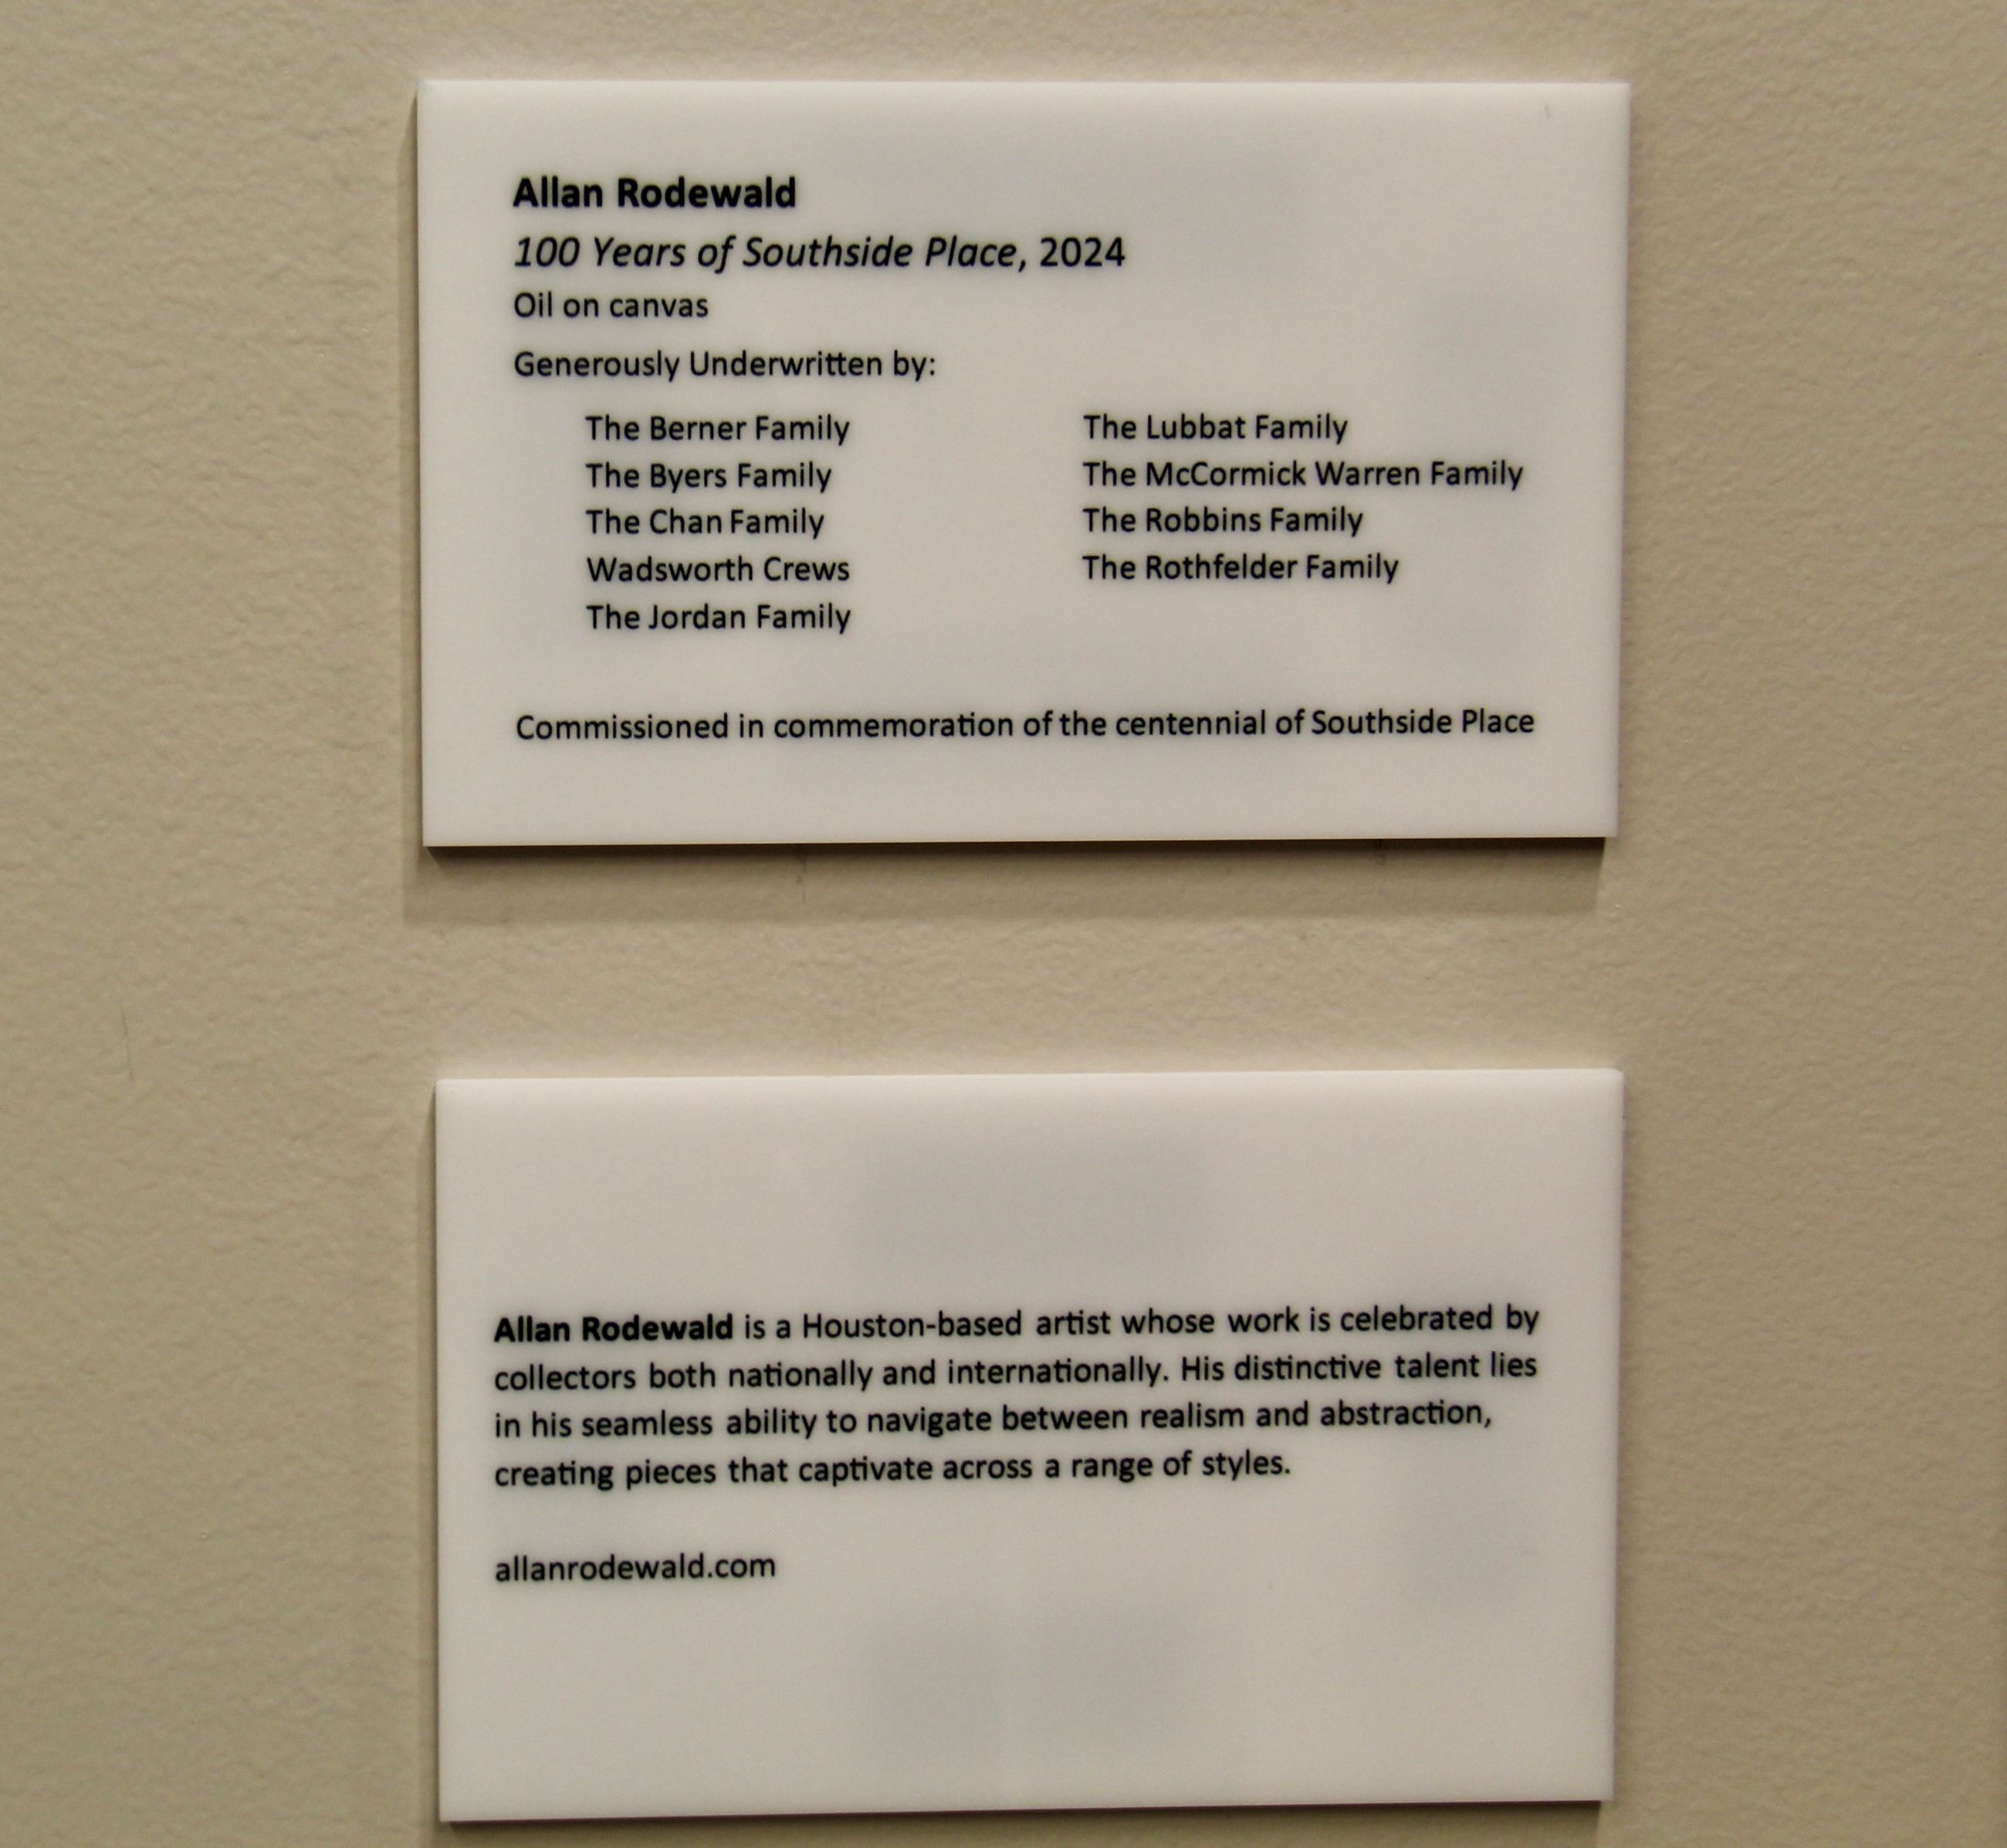 Allan Rodewald
100 Years of Southside Place, 2024
Oil on canvas
Generously Underwritten by:
The Berner Family
The Byers Family
The Chan Family
Wadsworth Crews
The Jordan Family
The Lubbat Family
The McCormick Warren Family
The Robbins Family
The Rothfelder Family
Commissioned in commemoration of the centennial of Southside Place
Allan Rodewald is a Houston-based artist whose work is celebrated by
collectors both nationally and internationally. His distinctive talent lies
in his seamless ability to navigate between realism and abstraction,
creating pieces that captivate across a range of styles.
allanrodewald.com